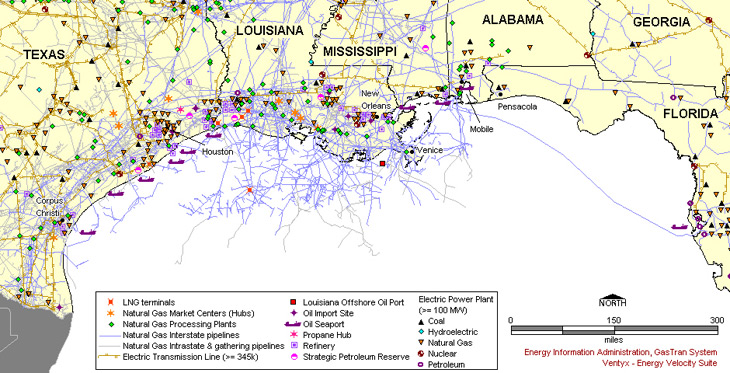 TEXAS
LOUISIANA
MISSISSIPPI
ALABAMA
GEORGIA
FLORIDA
New
Orleans
Pensacola
Mobile
Venice
Houston
Corpus
Christi
LNG terminals
Natural Gas Market Centers (Hubs)
Natural Gas Processing Plants
Natural Gas Interstate pipelines
Natural Gas Intrastate & gathering pipelines
Electric Transmission Line (>= 345k)
Louisiana Offshore Oil Port
Oil Import Site
Oil Seaport
Propane Hub
Refinery
Strategic Petroleum Reserve
Electric Power Plant
(>= 100 MW)
Coal
Hydroelectric
Natural Gas
Nuclear
Petroleum
NORTH
0 150 300
miles
Energy Information Administration, GasTran System
Ventyx - Energy Velocity Suite